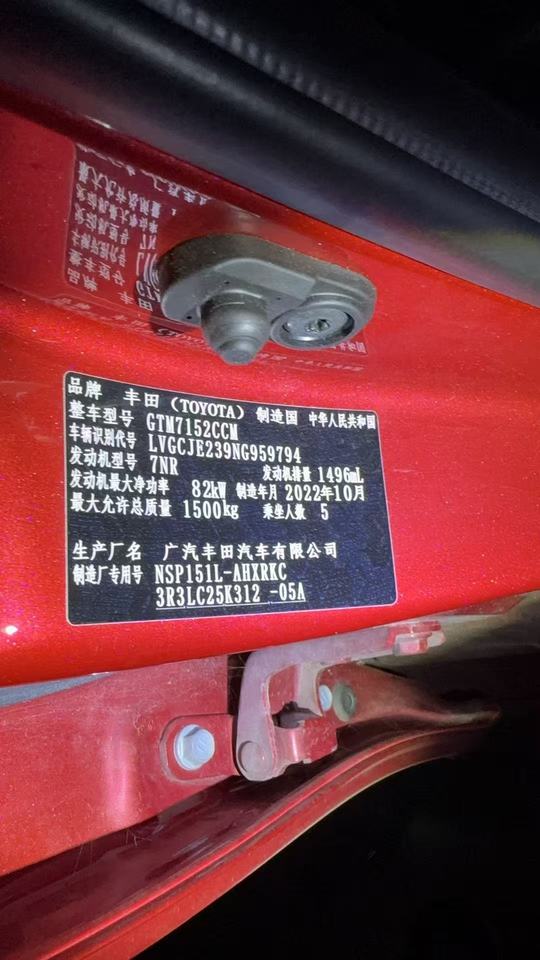 品牌 丰田（TOYOTA） 制造国 中华人民共和国
整车型号 GTM7152CCM
车辆识别代号 LVGCJE239NG959794
发动机型号 7NR 发动机排量 1496mL
发动机最大净功率 82kW 制造年月 2022年10月
最大允许总质量 1500kg 乘坐人数 5
生产厂名 广汽丰田汽车有限公司
制造厂专用号 NSP151L-AHXRKC
3R3LC25K312 -05A